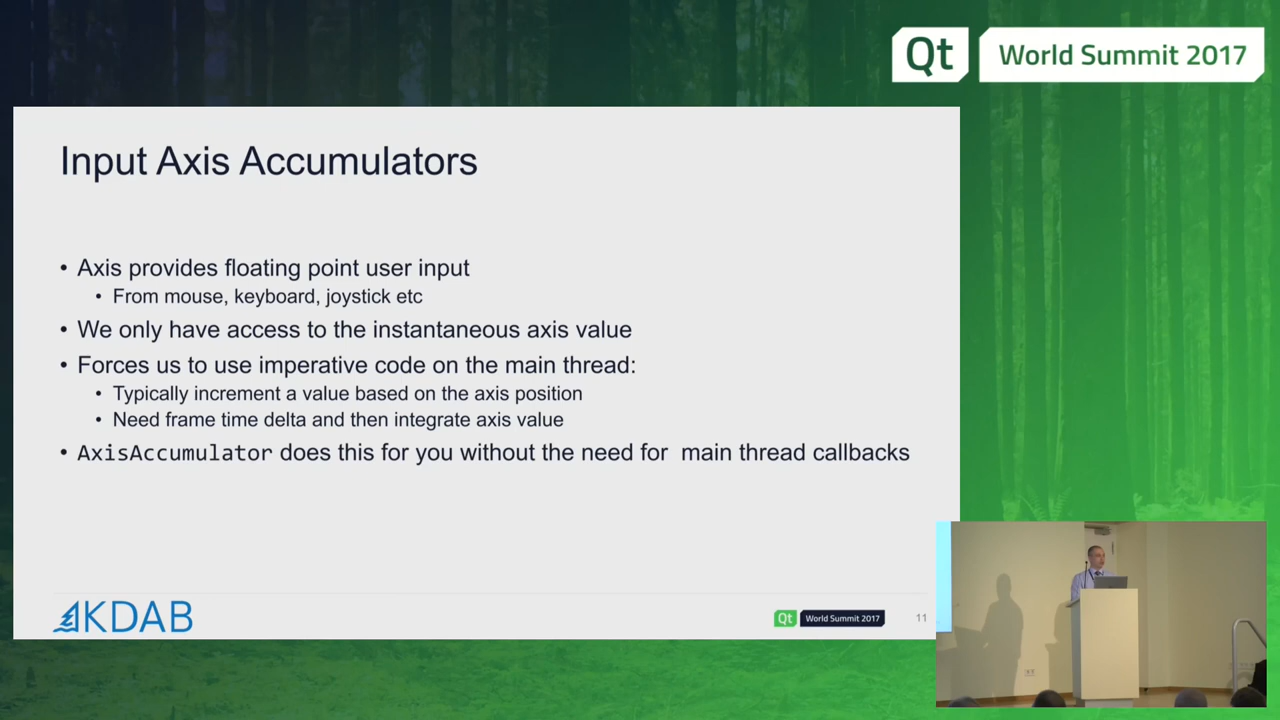 Qt World Summit 2017
Input Axis Accumulators
• Axis provides floating point user input
• From mouse, keyboard, joystick etc
• We only have access to the instantaneous axis value
• Forces us to use imperative code on the main thread:
• Typically increment a value based on the axis position
• Need frame time delta and then integrate axis value
• AxisAccumulator does this for you without the need for  main thread callbacks
KDAB
Qt World Summit 2017
11